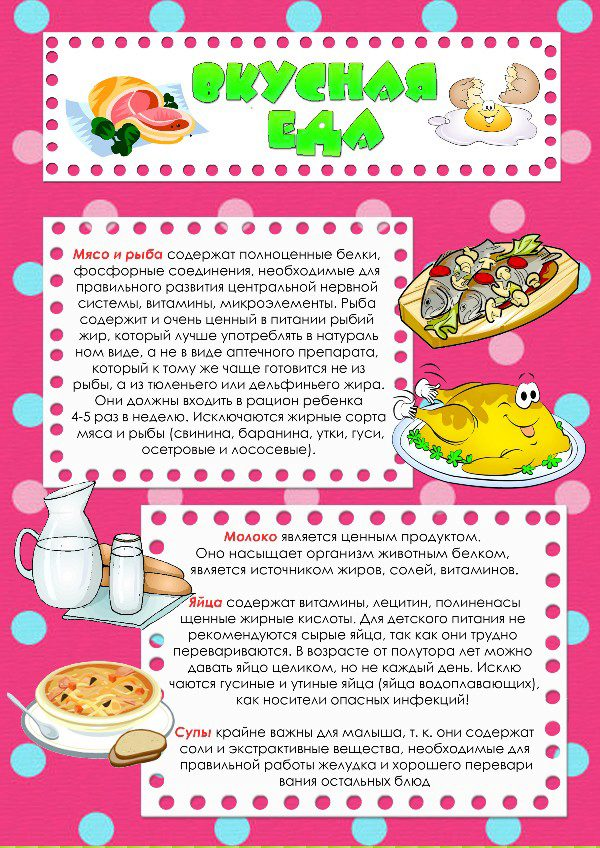 ВКУСНАЯ
ЕДА
Мясо и рыба содержат полноценные белки,
фосфорные соединения, необходимые для
правильного развития центральной нервной
системы, витамины, микроэлементы. Рыба
содержит и очень ценный в питании рыбий
жир, который лучше употреблять в натураль
ном виде, а не в виде аптечного препарата,
который к тому же чаще готовится не из
рыбы, а из тюленьего или дельфиньего жира.
Они должны входить в рацион ребенка
4-5 раз в неделю. Исключаются жирные сорта
мяса и рыбы (свинина, баранина, утки, гуси,
осетровые и лососевые).
Молоко является ценным продуктом.
Оно насыщает организм животным белком,
является источником жиров, солей, витаминов.
Яйца содержат витамины, лецитин, полиненасы
щенные жирные кислоты. Для детского питания не
рекомендуются сырые яйца, так как они трудно
перевариваются. В возрасте от полутора лет можно
давать яйцо целиком, но не каждый день. Исклю
чаются гусиные и утиные яйца (яйца водоплавающих),
как носители опасных инфекций!
Супы крайне важны для малыша, т. к. они содержат
соли и экстрактивные вещества, необходимые для
правильной работы желудка и хорошего перевари
вания остальных блюд